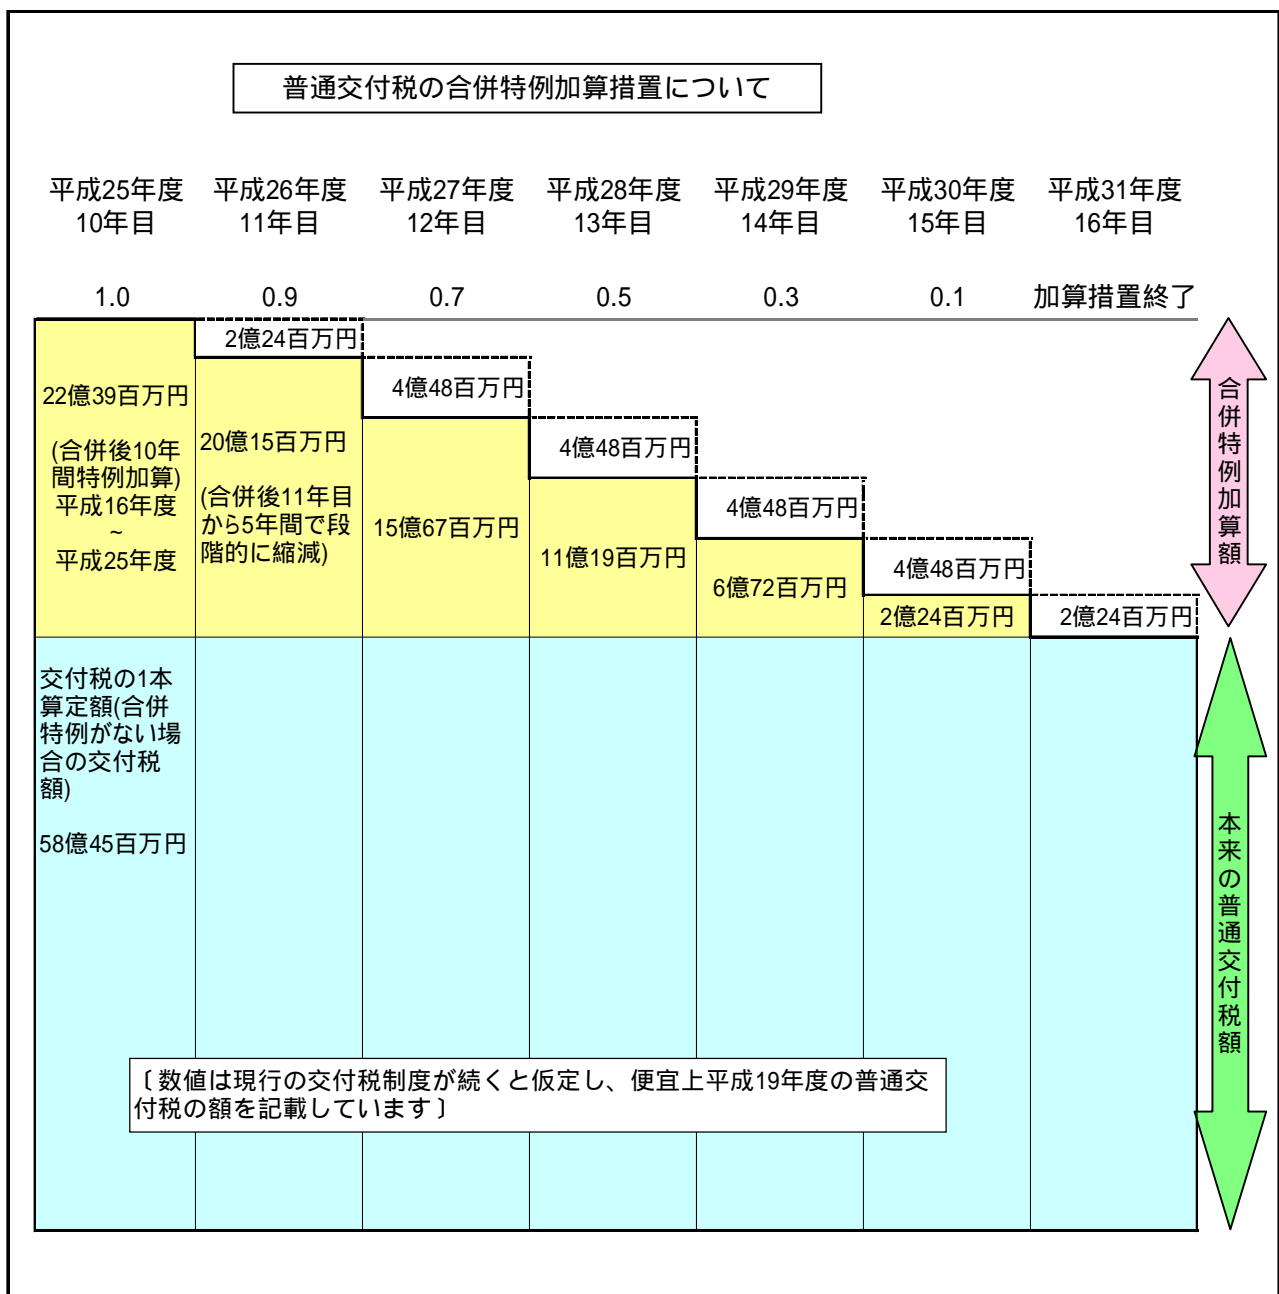 普通交付税の合併特例加算措置について
平成25年度 平成26年度 平成27年度 平成28年度 平成29年度 平成30年度 平成31年度
10年目 11年目 12年目 13年目 14年目 15年目 16年目
1.0 0.9 0.7 0.5 0.3 0.1 加算措置終了
22億39百万円
(合併後10年
間特例加算)
平成16年度
~
平成25年度
2億24百万円
20億15百万円
(合併後11年目
から5年間で段
階的に縮減)
4億48百万円
15億67百万円
4億48百万円
11億19百万円
4億48百万円
6億72百万円
4億48百万円
2億24百万円
2億24百万円
合併特例加算額
交付税の1本
算定額(合併
特例がない場
合の交付税
額)
58億45百万円
本来の普通交付税額
〔数値は現行の交付税制度が続くと仮定し、便宜上平成19年度の普通交
付税の額を記載しています〕